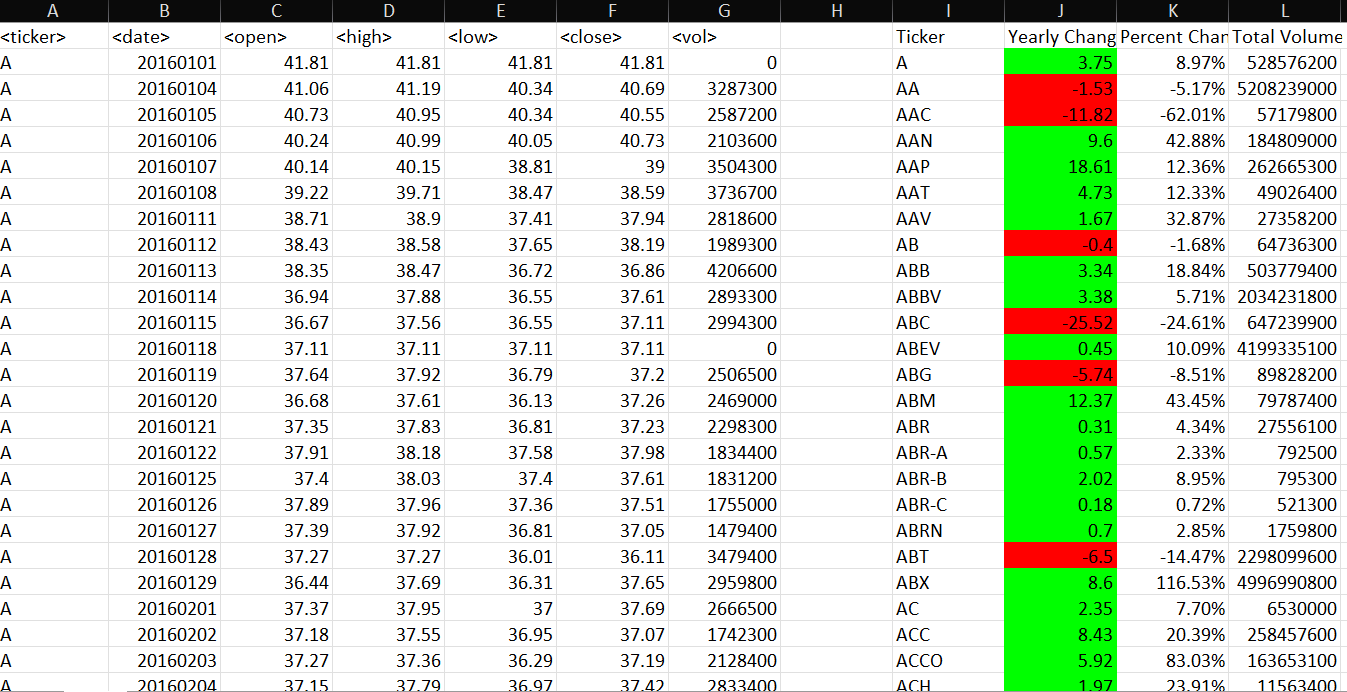 A B C D E F G H I J K L
<ticker> <date> <open> <high> <low> <close> <vol> Ticker Yearly Chang Percent Chan Total Volume
A 20160101 41.81 41.81 41.81 41.81 0 A 3.75 8.97% 528576200
A 20160104 41.06 41.19 40.34 40.69 3287300 AA -1.53 -5.17% 5208239000
A 20160105 40.73 40.95 40.34 40.55 2587200 AAC -11.82 -62.01% 57179800
A 20160106 40.24 40.99 40.05 40.73 2103600 AAN 9.6 42.88% 184809000
A 20160107 40.14 40.15 38.81 39 3504300 AAP 18.61 12.36% 262665300
A 20160108 39.22 39.71 38.47 38.59 3736700 AAT 4.73 12.33% 49026400
A 20160111 38.71 38.9 37.41 37.94 2818600 AAV 1.67 32.87% 27358200
A 20160112 38.43 38.58 37.65 38.19 1989300 AB -0.4 -1.68% 64736300
A 20160113 38.35 38.47 36.72 36.86 4206600 ABB 3.34 18.84% 503779400
A 20160114 36.94 37.88 36.55 37.61 2893300 ABBV 3.38 5.71% 2034231800
A 20160115 36.67 37.56 36.55 37.11 2994300 ABC -25.52 -24.61% 647239900
A 20160118 37.11 37.11 37.11 37.11 0 ABEV 0.45 10.09% 4199335100
A 20160119 37.64 37.92 36.79 37.2 2506500 ABG -5.74 -8.51% 89828200
A 20160120 36.68 37.61 36.13 37.26 2469000 ABM 12.37 43.45% 79787400
A 20160121 37.35 37.83 36.81 37.23 2298300 ABR 0.31 4.34% 27556100
A 20160122 37.91 38.18 37.58 37.98 1834400 ABR-A 0.57 2.33% 792500
A 20160125 37.4 38.03 37.4 37.61 1831200 ABR-B 2.02 8.95% 795300
A 20160126 37.89 37.96 37.36 37.51 1755000 ABR-C 0.18 0.72% 521300
A 20160127 37.39 37.92 36.81 37.05 1479400 ABRN 0.7 2.85% 1759800
A 20160128 37.27 37.27 36.01 36.11 3479400 ABT -6.5 -14.47% 2298099600
A 20160129 36.44 37.69 36.31 37.65 2959800 ABX 8.6 116.53% 4996990800
A 20160201 37.37 37.95 37 37.69 2666500 AC 2.35 7.70% 6530000
A 20160202 37.18 37.55 36.95 37.07 1742300 ACC 8.43 20.39% 258457600
A 20160203 37.27 37.36 36.29 37.19 2128400 ACCO 5.92 83.03% 163653100
A 20160204 37.15 37.79 36.97 37.42 2833400 ACH 1.97 23.91% 11563400